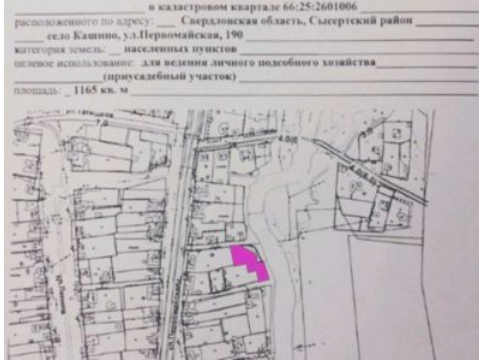 в кадастровом квартале 66:25:2601006
расположенного по адресу: Свердловская область, Сысертский район
село Кашино, ул.Первомайская, 190
категория земель: населенных пунктов
целевое использование: для ведения личного подсобного хозяйства
(приусадебный участок)
площадь: 1165 кв. м